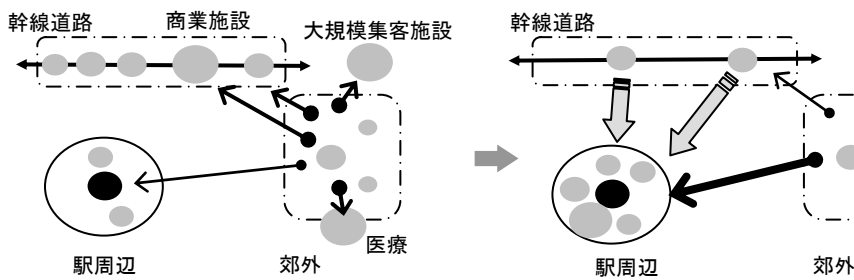 幹線道路
商業施設
大規模集客施設
医療
駅周辺
郊外
幹線道路
駅周辺
郊外